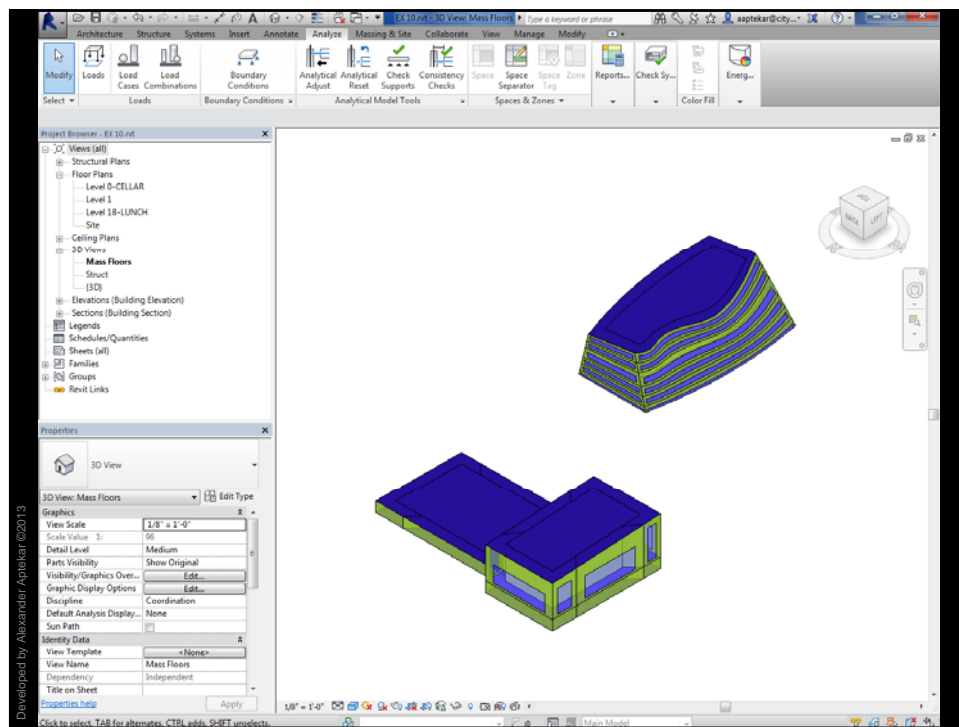 EX 10.rvt - 3D View: Mass Floors
Type a keyword or phrase
aaptekar@city...
Architecture Structure Systems Insert Annotate Analyze Massing & Site Collaborate View Manage Modify
Modify
Loads
Load Cases
Load Combinations
Boundary Conditions
Analytical Adjust
Analytical Reset
Check Supports
Consistency Checks
Space
Space Separator
Space Tag
Zone
Reports...
Check Sy...
Energ...
Select Loads Boundary Conditions Analytical Model Tools Spaces & Zones Color Fill
Project Browser - EX 10.rvt
Views (all)
Structural Plans
Floor Plans
Level 0-CELLAR
Level 1
Level 18-LUNCH
Site
Ceiling Plans
3D Views
Mass Floors
Struct
{3D}
Elevations (Building Elevation)
Sections (Building Section)
Legends
Schedules/Quantities
Sheets (all)
Families
Groups
Revit Links
BACK LEFT
Properties
3D View
3D View: Mass Floors Edit Type
Graphics
View Scale 1/8" = 1'-0"
Scale Value 1: 96
Detail Level Medium
Parts Visibility Show Original
Visibility/Graphics Over... Edit...
Graphic Display Options Edit...
Discipline Coordination
Default Analysis Display... None
Sun Path
Identity Data
View Template <None>
View Name Mass Floors
Dependency Independent
Title on Sheet
Properties help Apply
1/8" = 1'-0"
Click to select, TAB for alternates, CTRL adds, SHIFT unselects.
Main Model
Developed by Alexander Aptekar ©2013